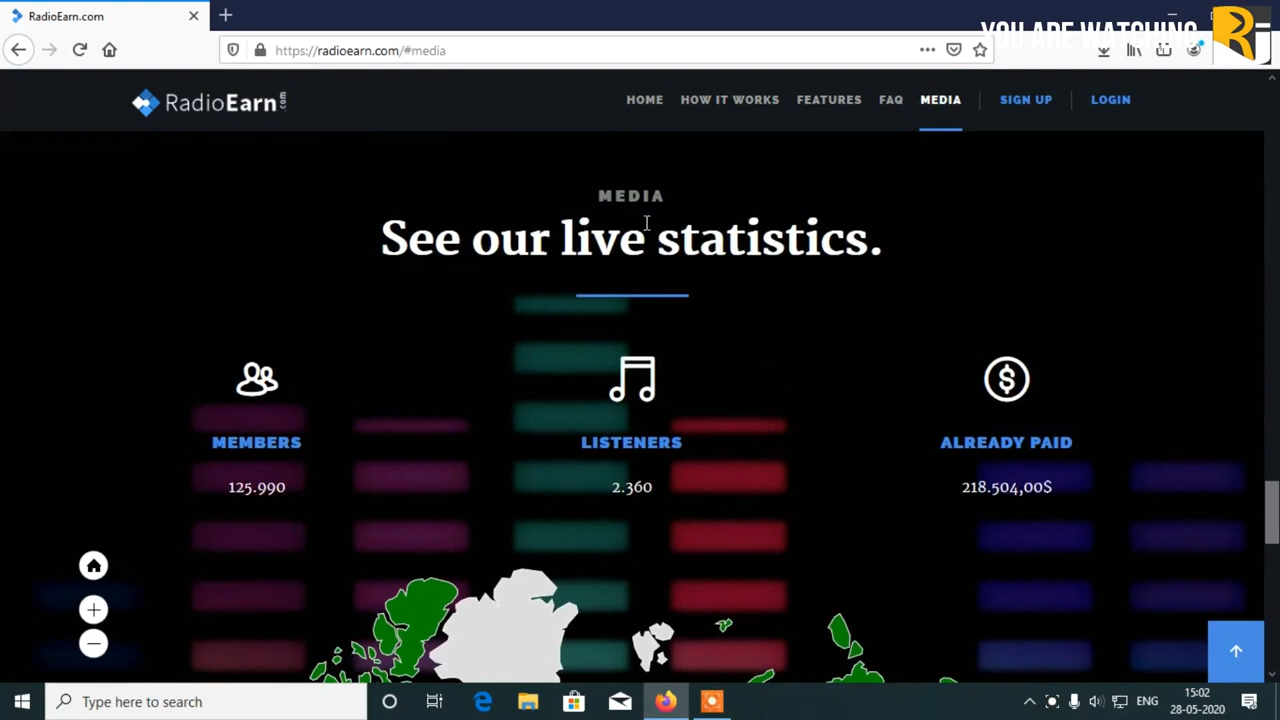 RadioEarn.com
YOU ARE WATCHING
https://radioearn.com/#media
RadioEarn.com
HOME
HOW IT WORKS
FEATURES
FAQ
MEDIA
SIGN UP
LOGIN
MEDIA
See our live statistics.
MEMBERS
LISTENERS
ALREADY PAID
125.990
2.360
218.504,00$
Type here to search
ENG
15:02
28-05-2020